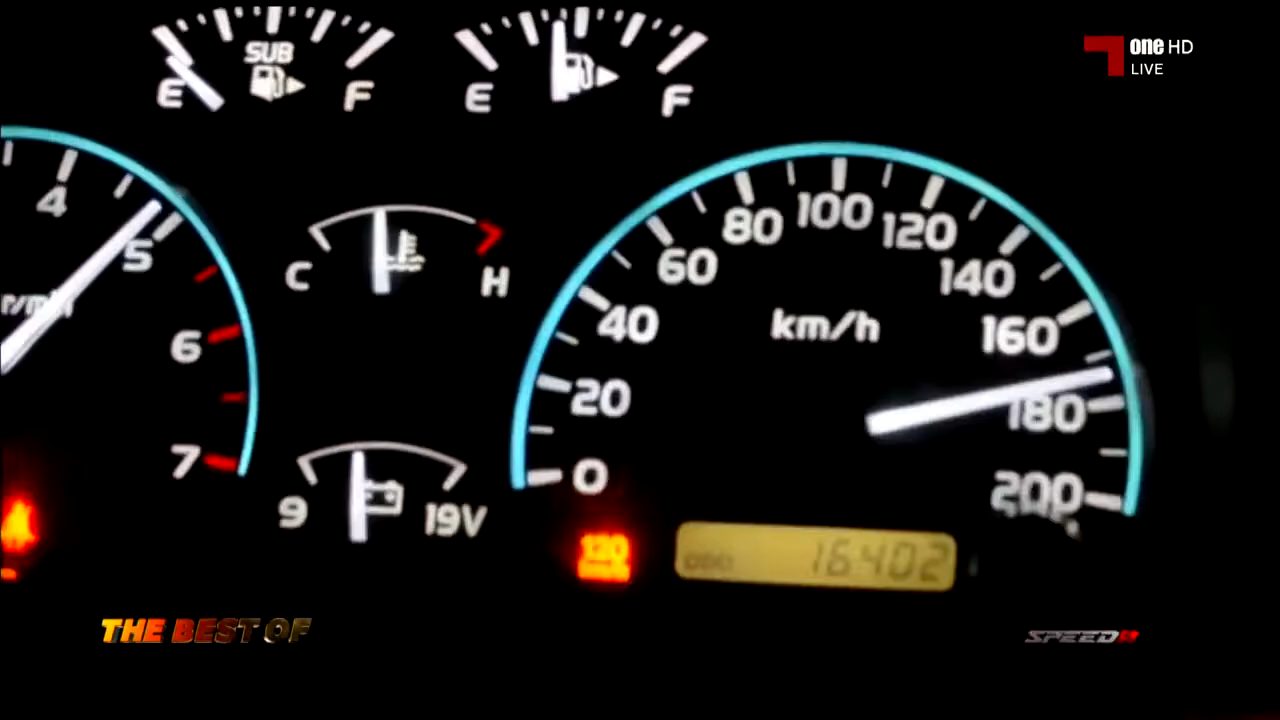 one HD
LIVE
SUB
E F
E F
4
5
6
7
r/min
C H
9 19V
0 20 40 60 80 100 120 140 160 180 200
km/h
120
ODO 16402
THE BEST OF
SPEED